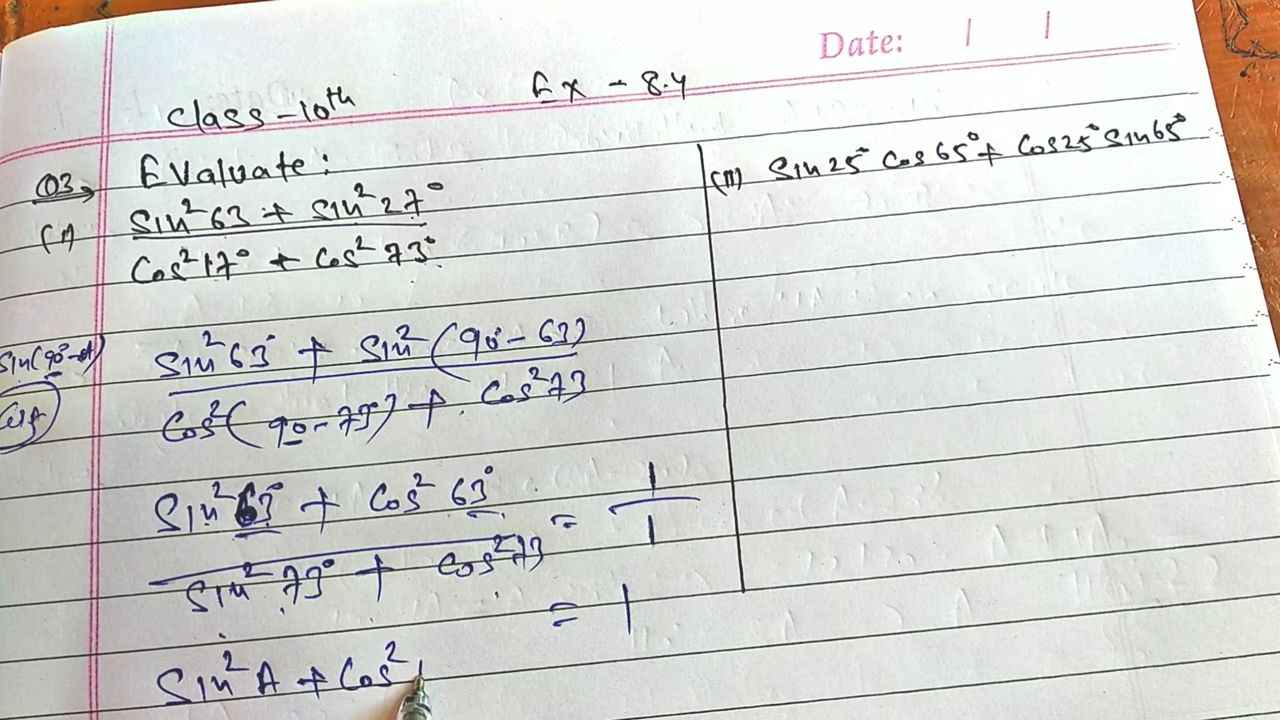 Date: | |
Class-10th Ex - 8.4
Q3→ Evaluate:
(I) Sin²63 + Sin²27°
Cos²17° + Cos²73°
Sin²63° + Sin²(90°-63)
Cos²(90-73°) + Cos²73
Sin(90°-A)
Sin²63° + Cos²63° = 1
Sin²73° + Cos²73 1
= 1
Sin²A + Cos²
(II) Sin25° Cos65° + Cos25° Sin65°